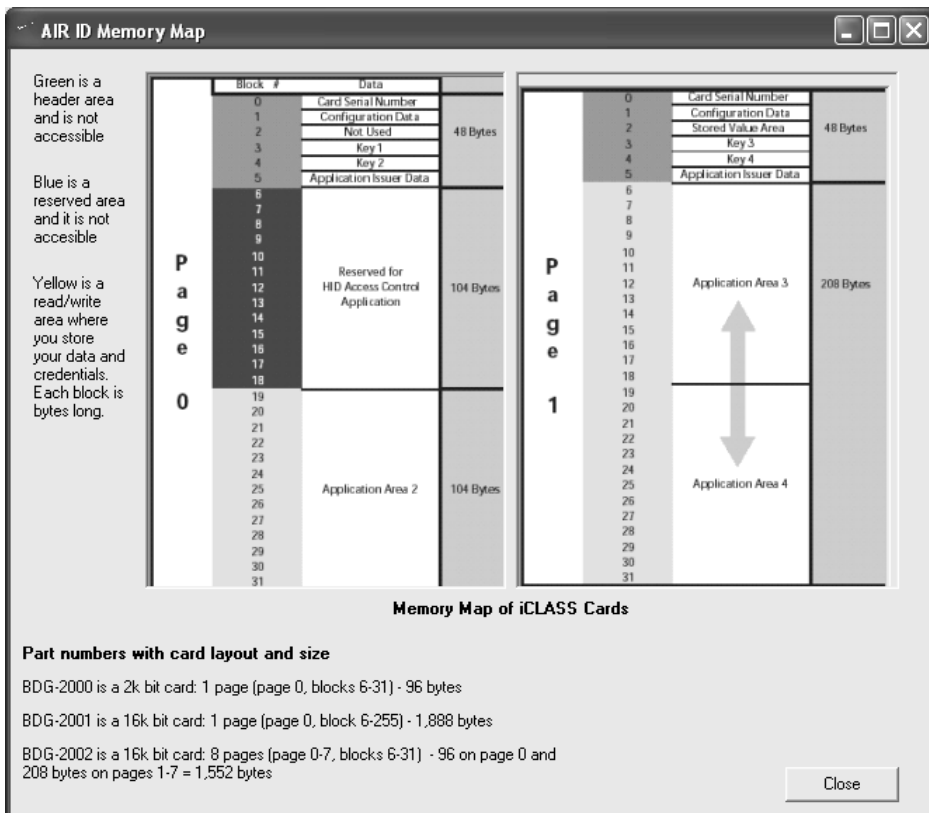 AIR ID Memory Map
Green is a
header area
and is not
accessible
Blue is a
reserved area
and it is not
accesible
Yellow is a
read/write
area where
you store
your data and
credentials.
Each block is
bytes long.
Block # Data
0 Card Serial Number
1 Configuration Data
2 Not Used
3 Key 1
4 Key 2
5 Application Issuer Data
48 Bytes
6
7
8
9
10
11
12
13
14
15
16
17
18
Reserved for
HID Access Control
Application
104 Bytes
Page 0
19
20
21
22
23
24
25
26
27
28
29
30
31
Application Area 2
104 Bytes
0 Card Serial Number
1 Configuration Data
2 Stored Value Area
3 Key 3
4 Key 4
5 Application Issuer Data
48 Bytes
6
7
8
9
10
11
12
13
14
15
16
17
18
Application Area 3
208 Bytes
Page 1
19
20
21
22
23
24
25
26
27
28
29
30
31
Application Area 4
Memory Map of iCLASS Cards
Part numbers with card layout and size
BDG-2000 is a 2k bit card: 1 page (page 0, blocks 6-31) - 96 bytes
BDG-2001 is a 16k bit card: 1 page (page 0, block 6-255) - 1,888 bytes
BDG-2002 is a 16k bit card: 8 pages (page 0-7, blocks 6-31) - 96 on page 0 and
208 bytes on pages 1-7 = 1,552 bytes
Close